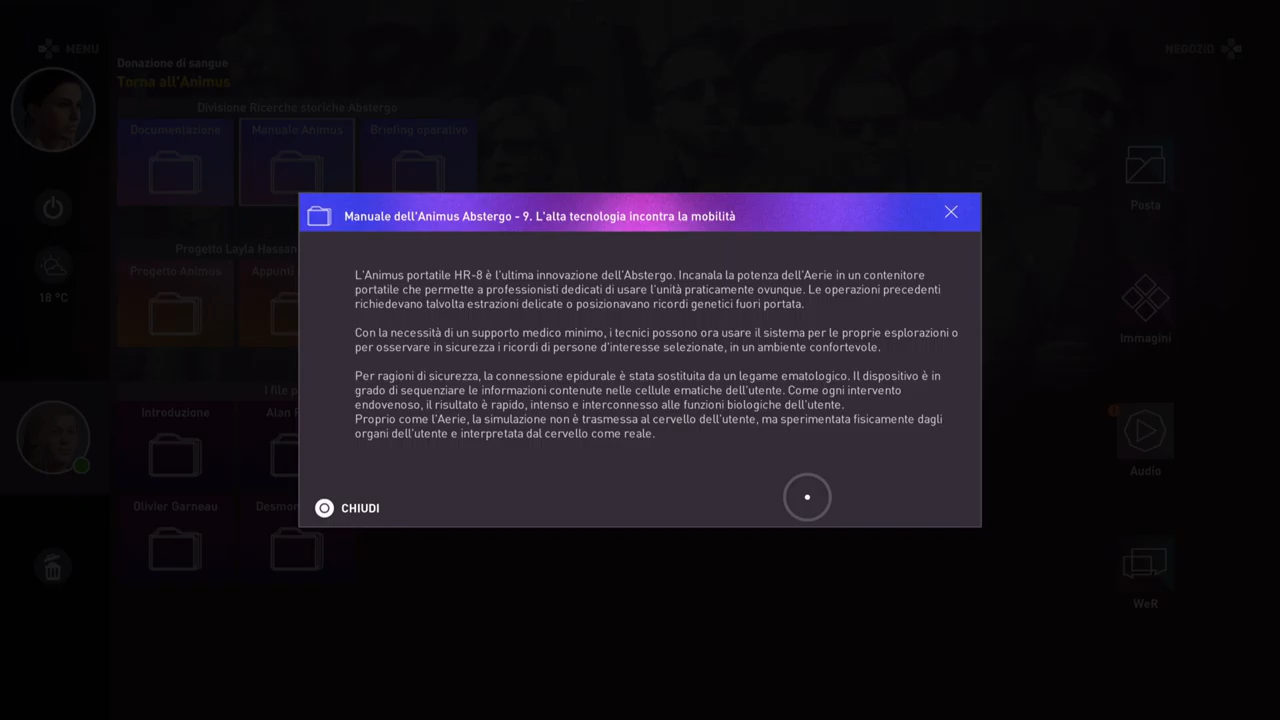 MENU
NEGOZIO
Donazione di sangue
Torna all'Animus
Divisione Ricerche storiche Abstergo
Documentazione
Manuale Animus
Briefing operativo
Posta
Manuale dell'Animus Abstergo - 9. L'alta tecnologia incontra la mobilità
Progetto Layla Hassan
Progetto Animus
Appunti
L'Animus portatile HR-8 è l'ultima innovazione dell'Abstergo. Incanala la potenza dell'Aerie in un contenitore
portatile che permette a professionisti dedicati di usare l'unità praticamente ovunque. Le operazioni precedenti
richiedevano talvolta estrazioni delicate o posizionavano ricordi genetici fuori portata.
Con la necessità di un supporto medico minimo, i tecnici possono ora usare il sistema per le proprie esplorazioni o
per osservare in sicurezza i ricordi di persone d'interesse selezionate, in un ambiente confortevole.
Per ragioni di sicurezza, la connessione epidurale è stata sostituita da un legame ematologico. Il dispositivo è in
grado di sequenziare le informazioni contenute nelle cellule ematiche dell'utente. Come ogni intervento
endovenoso, il risultato è rapido, intenso e interconnesso alle funzioni biologiche dell'utente.
Proprio come l'Aerie, la simulazione non è trasmessa al cervello dell'utente, ma sperimentata fisicamente dagli
organi dell'utente e interpretata dal cervello come reale.
18 °C
Immagini
I file p
Introduzione
Alan
Audio
Olivier Garneau
Desmon
CHIUDI
WeR